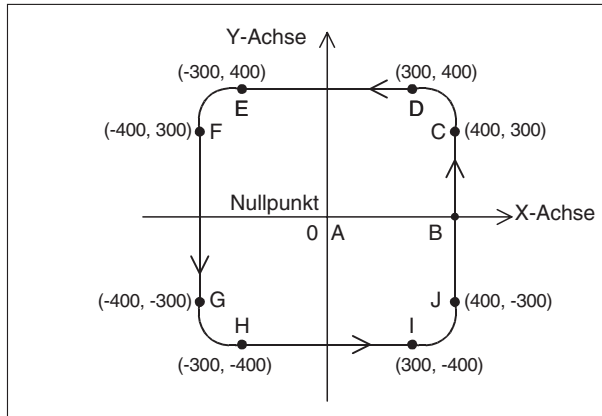 Y-Achse
(-300, 400) (300, 400)
E D
(-400, 300) F C (400, 300)
Nullpunkt X-Achse
0 A B
(-400, -300) G J (400, -300)
H I
(-300, -400) (300, -400)